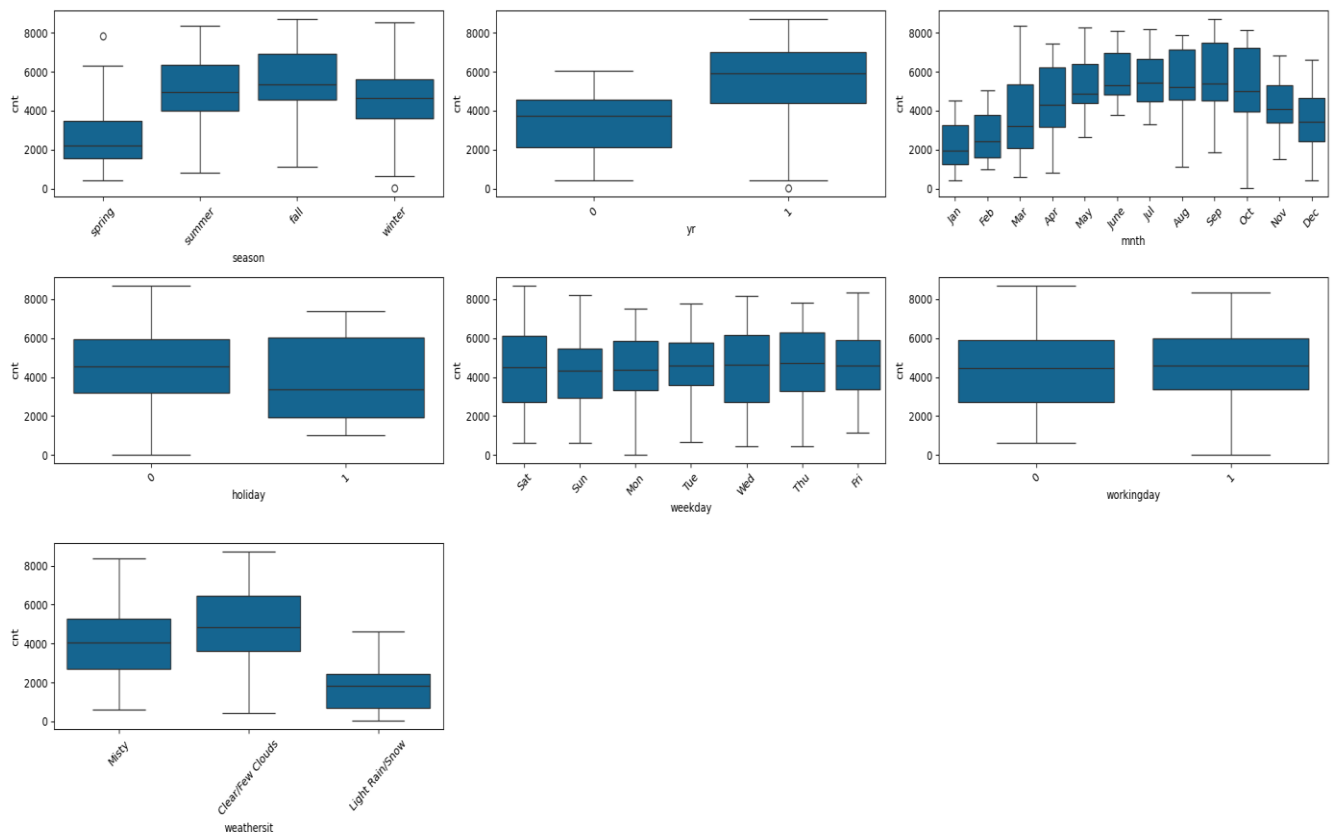 8000
6000
4000
2000
0
cnt
spring
summer
fall
winter
season
8000
6000
4000
2000
0
cnt
0
1
yr
8000
6000
4000
2000
0
cnt
Jan
Feb
Mar
Apr
May
June
Jul
Aug
Sep
Oct
Nov
Dec
mnth
8000
6000
4000
2000
0
cnt
0
1
holiday
8000
6000
4000
2000
0
cnt
Sat
Sun
Mon
Tue
Wed
Thu
Fri
weekday
8000
6000
4000
2000
0
cnt
0
1
workingday
8000
6000
4000
2000
0
cnt
Misty
Clear/Few Clouds
Light Rain/Snow
weathersit